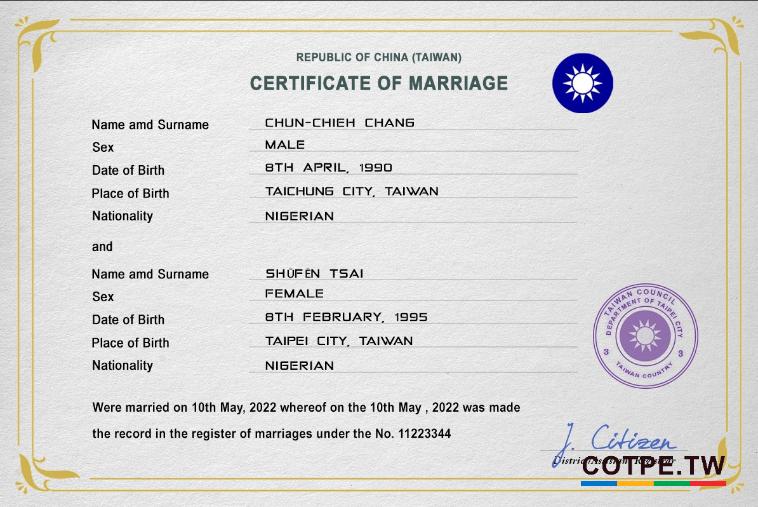 REPUBLIC OF CHINA (TAIWAN)
CERTIFICATE OF MARRIAGE
Name amd Surname CHUN-CHIEH CHANG
Sex MALE
Date of Birth 8TH APRIL, 1990
Place of Birth TAICHUNG CITY, TAIWAN
Nationality NIGERIAN
and
Name amd Surname SHÚFÈN TSAI
Sex FEMALE
Date of Birth 8TH FEBRUARY, 1995
Place of Birth TAIPEI CITY, TAIWAN
Nationality NIGERIAN
TAIWAN COUNCIL
DEPARTMENT OF TAIPEI CITY
3 3
TAIWAN-COUNTRY
Were married on 10th May, 2022 whereof on the 10th May , 2022 was made
the record in the register of marriages under the No. 11223344
J. Citizen
COTPE.TW